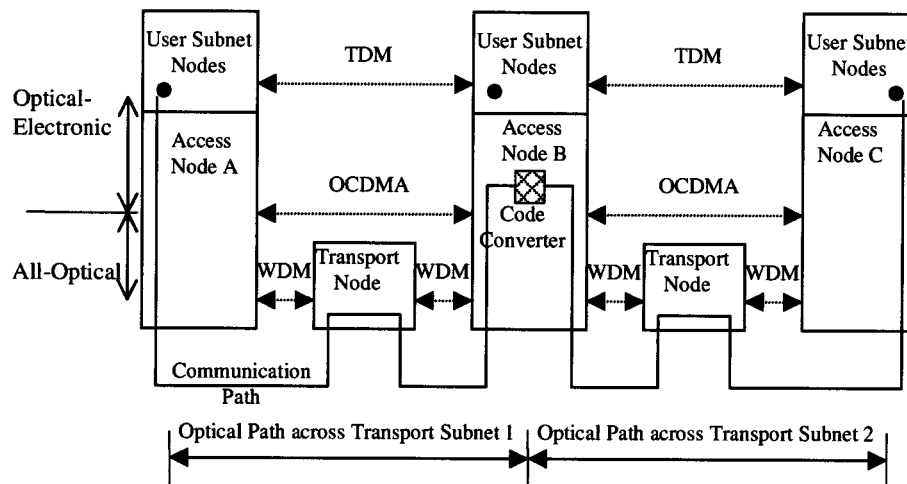 User Subnet
Nodes
TDM
User Subnet
Nodes
TDM
User Subnet
Nodes
Optical-
Electronic
Access
Node A
Access
Node B
Access
Node C
OCDMA
OCDMA
Code
Converter
All-Optical
WDM
Transport
Node
WDM
WDM
Transport
Node
WDM
Communication
Path
Optical Path across Transport Subnet 1
Optical Path across Transport Subnet 2